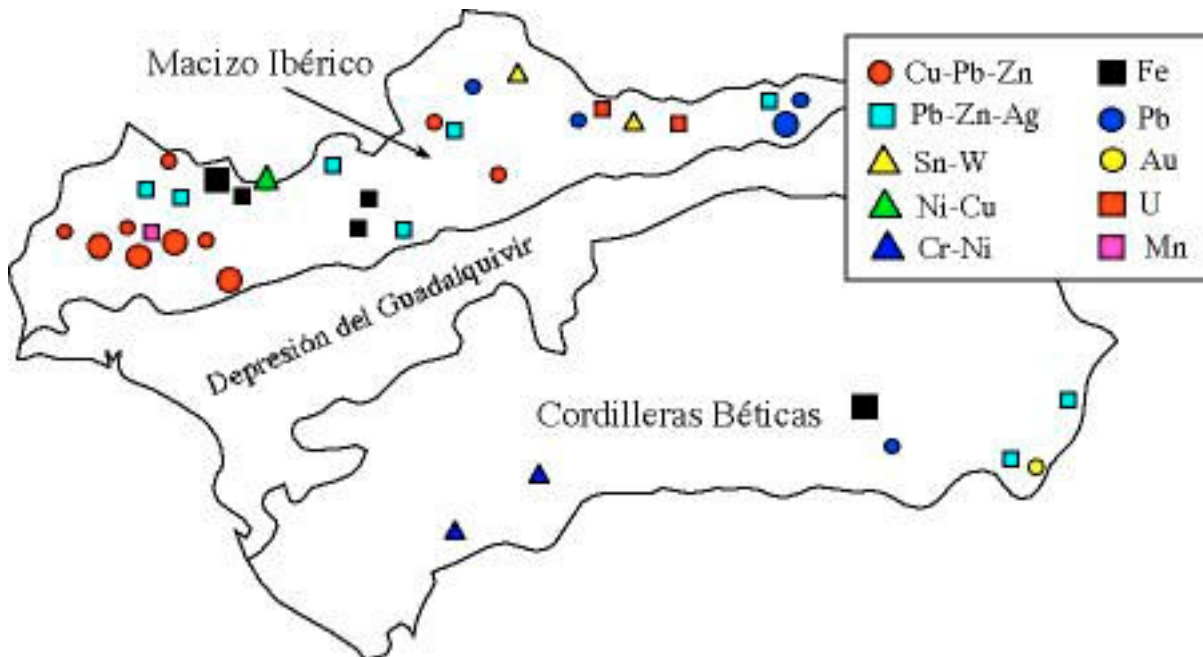 Macizo Ibérico
Depresión del Guadalquivir
Cordilleras Béticas
Cu-Pb-Zn
Fe
Pb-Zn-Ag
Pb
Sn-W
Au
Ni-Cu
U
Cr-Ni
Mn